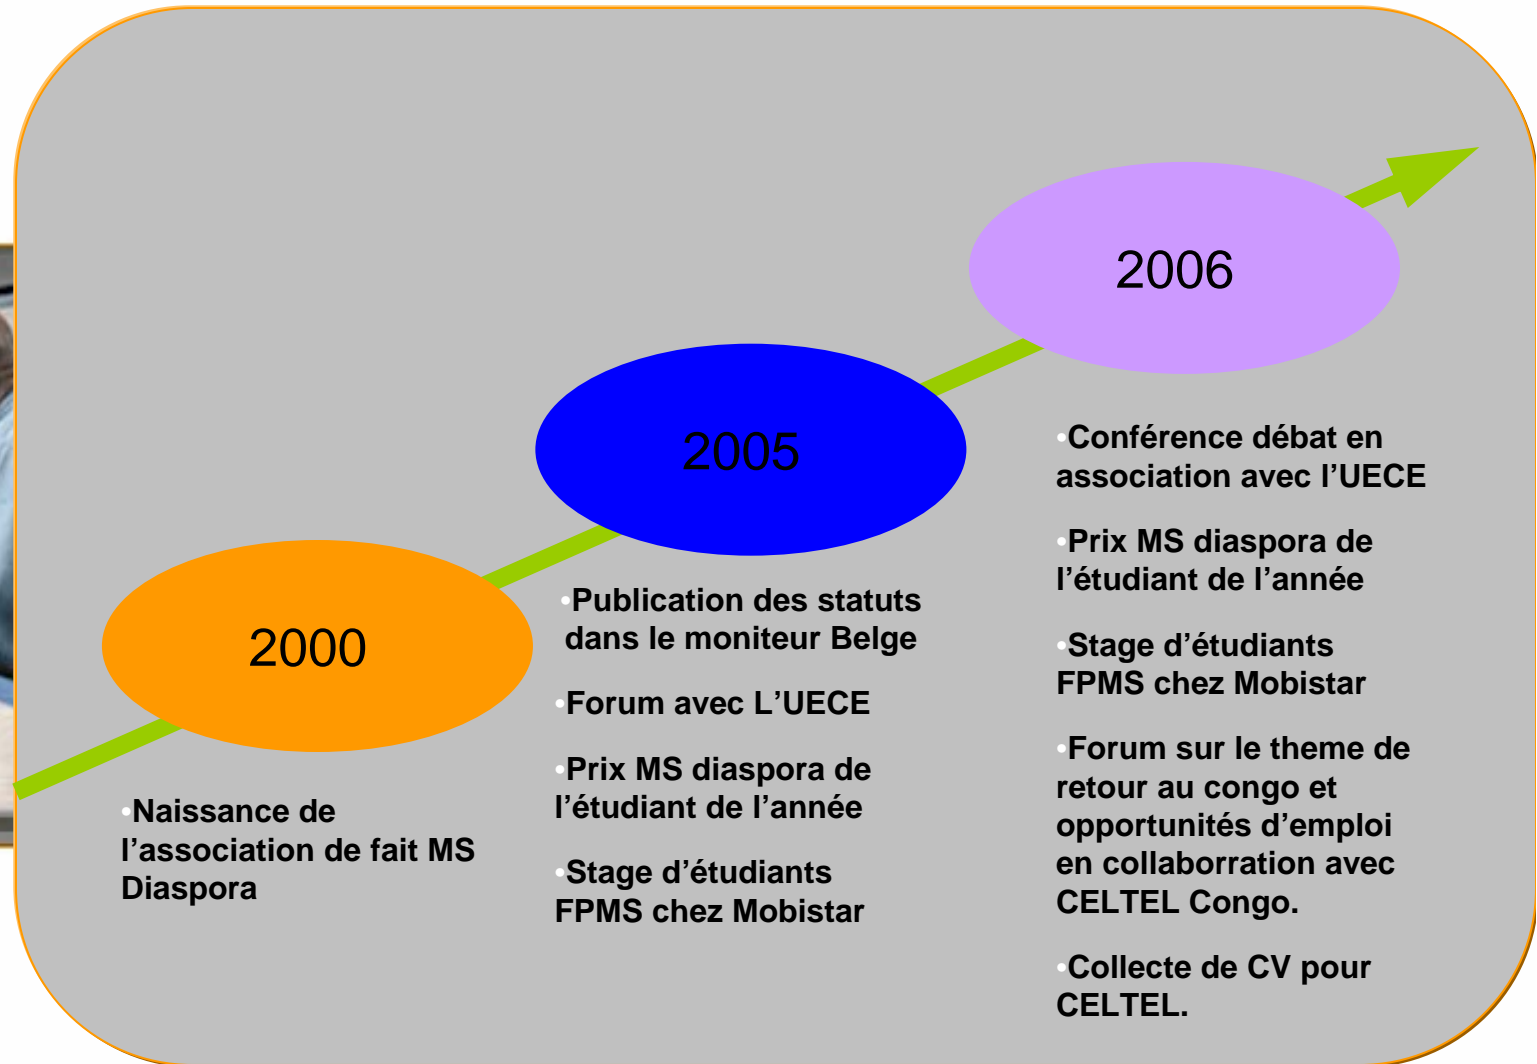 2000
•Naissance de
l’association de fait MS
Diaspora
2005
•Publication des statuts
dans le moniteur Belge
•Forum avec L’UECE
•Prix MS diaspora de
l’étudiant de l’année
•Stage d’étudiants
FPMS chez Mobistar
2006
•Conférence débat en
association avec l’UECE
•Prix MS diaspora de
l’étudiant de l’année
•Stage d’étudiants
FPMS chez Mobistar
•Forum sur le theme de
retour au congo et
opportunités d’emploi
en collaborration avec
CELTEL Congo.
•Collecte de CV pour
CELTEL.